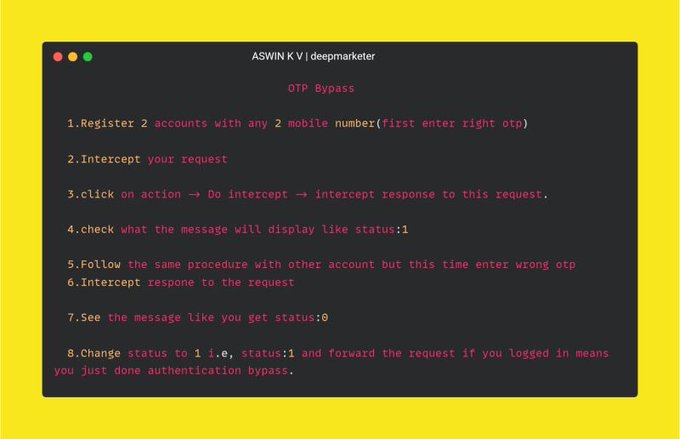 ASWIN K V | deepmarketer
OTP Bypass
1.Register 2 accounts with any 2 mobile number(first enter right otp)
2.Intercept your request
3.click on action → Do intercept → intercept response to this request.
4.check what the message will display like status:1
5.Follow the same procedure with other account but this time enter wrong otp
6.Intercept respone to the request
7.See the message like you get status:0
8.Change status to 1 i.e, status:1 and forward the request if you logged in means
you just done authentication bypass.